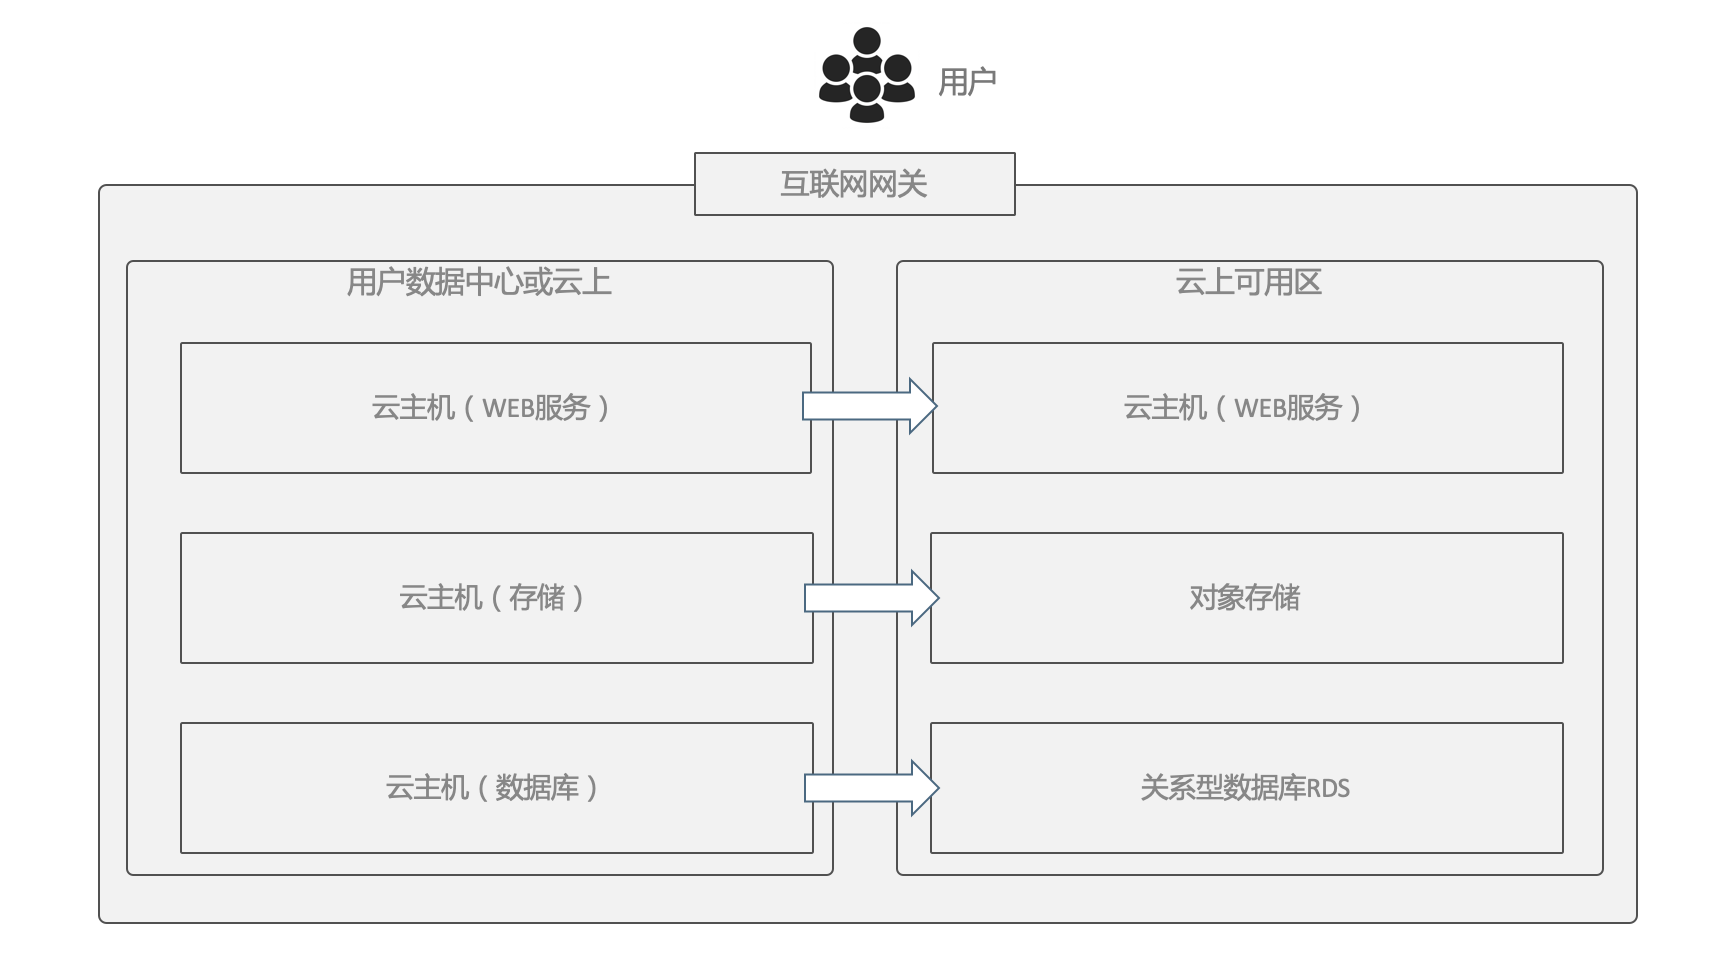 用户
互联网网关
用户数据中心或云上
云上可用区
云主机（WEB服务）
云主机（WEB服务）
云主机（存储）
对象存储
云主机（数据库）
关系型数据库RDS